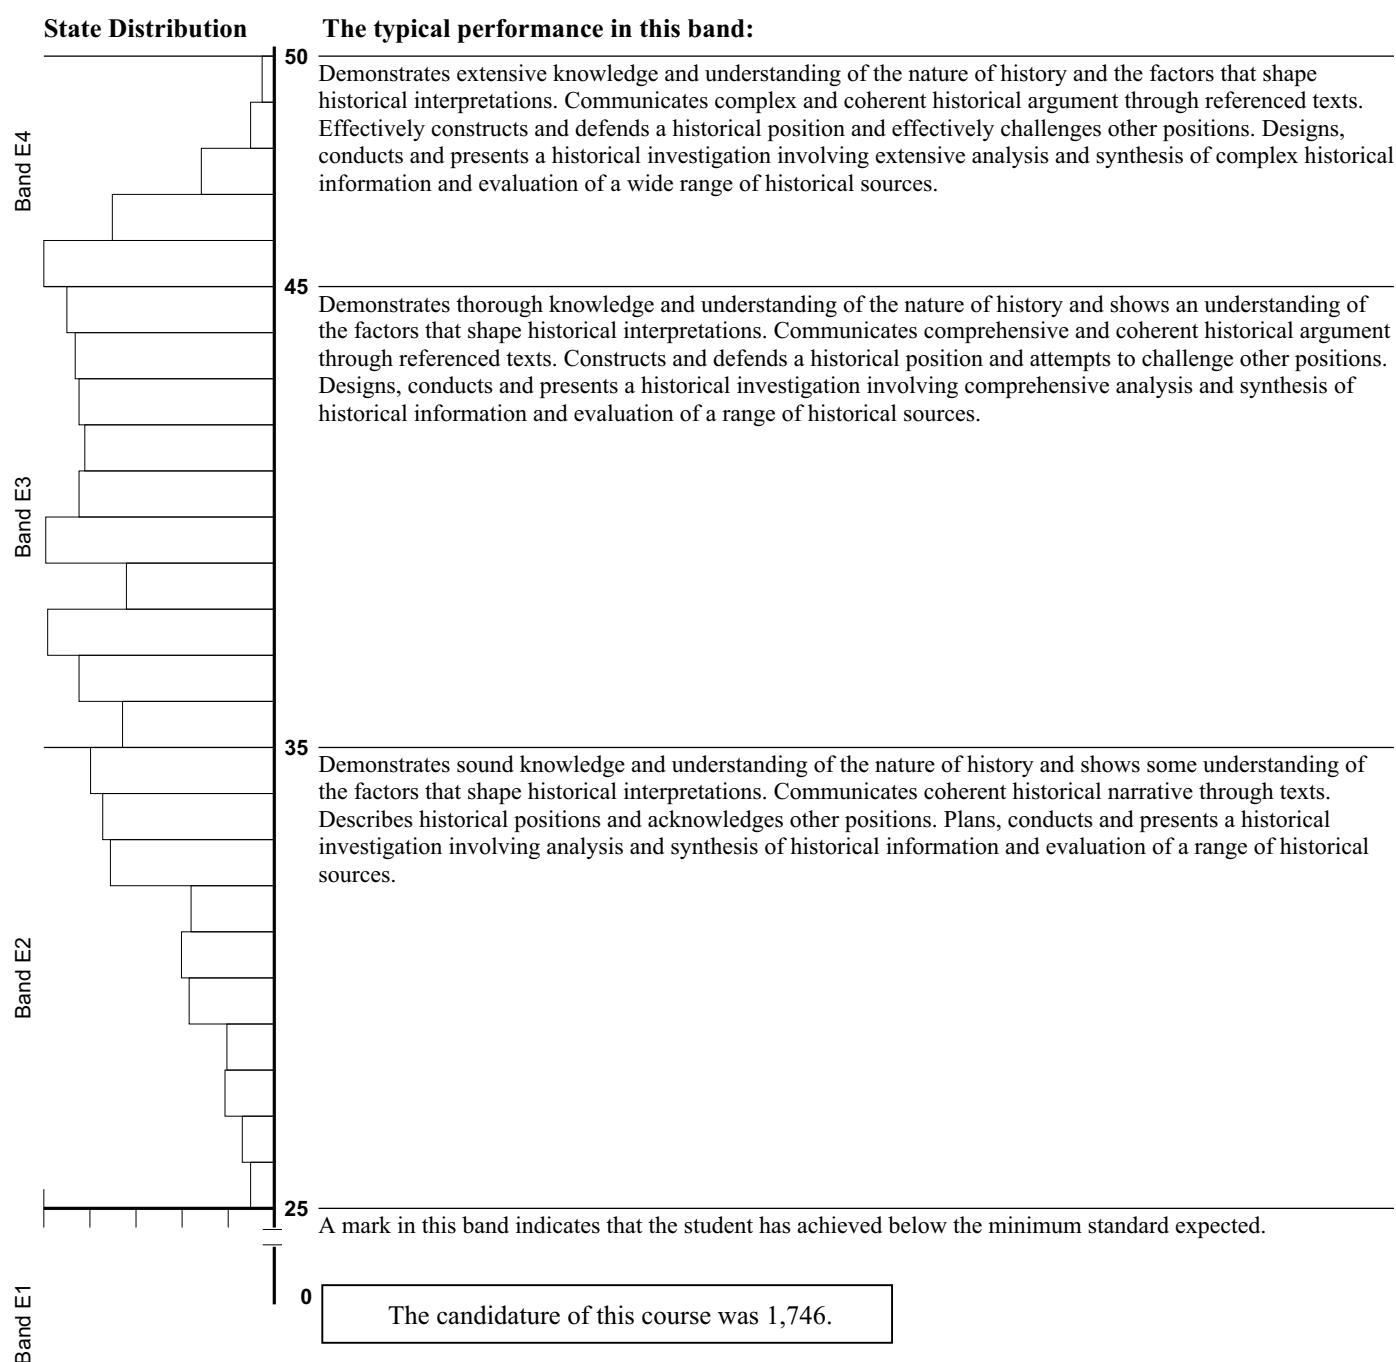 State Distribution
The typical performance in this band:
50
Demonstrates extensive knowledge and understanding of the nature of history and the factors that shape
historical interpretations. Communicates complex and coherent historical argument through referenced texts.
Effectively constructs and defends a historical position and effectively challenges other positions. Designs,
conducts and presents a historical investigation involving extensive analysis and synthesis of complex historical
information and evaluation of a wide range of historical sources.
Band E4
45
Demonstrates thorough knowledge and understanding of the nature of history and shows an understanding of
the factors that shape historical interpretations. Communicates comprehensive and coherent historical argument
through referenced texts. Constructs and defends a historical position and attempts to challenge other positions.
Designs, conducts and presents a historical investigation involving comprehensive analysis and synthesis of
historical information and evaluation of a range of historical sources.
Band E3
35
Demonstrates sound knowledge and understanding of the nature of history and shows some understanding of
the factors that shape historical interpretations. Communicates coherent historical narrative through texts.
Describes historical positions and acknowledges other positions. Plans, conducts and presents a historical
investigation involving analysis and synthesis of historical information and evaluation of a range of historical
sources.
Band E2
25
A mark in this band indicates that the student has achieved below the minimum standard expected.
0
The candidature of this course was 1,746.
Band E1